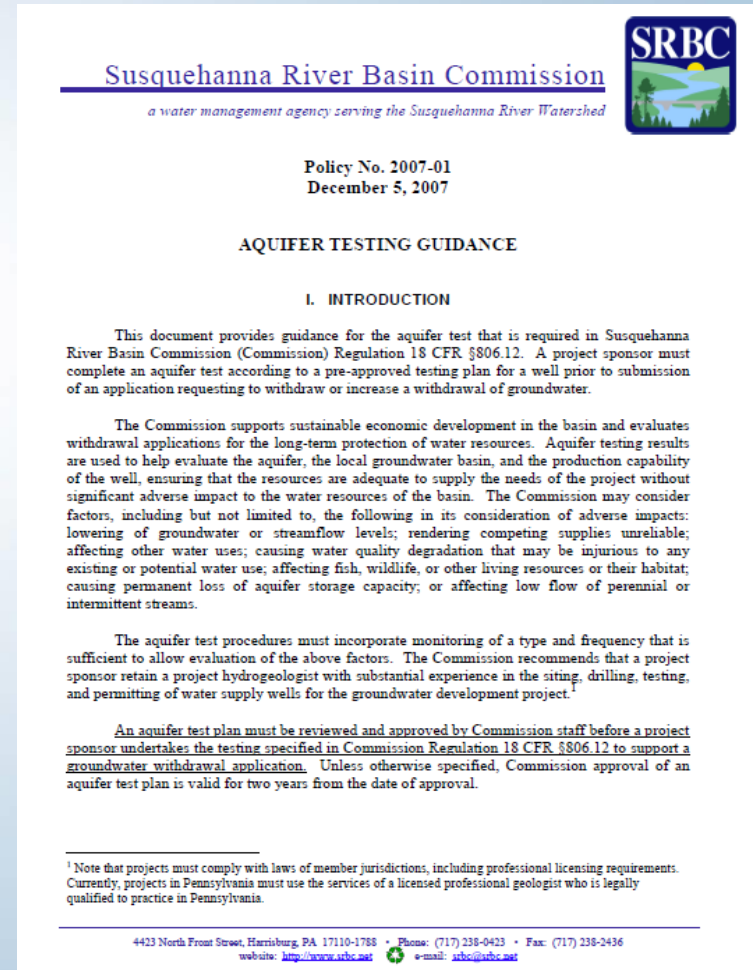 SRBC
Susquehanna River Basin Commission
a water management agency serving the Susquehanna River Watershed
Policy No. 2007-01
December 5, 2007
AQUIFER TESTING GUIDANCE
I. INTRODUCTION
This document provides guidance for the aquifer test that is required in Susquehanna
River Basin Commission (Commission) Regulation 18 CFR §806.12. A project sponsor must
complete an aquifer test according to a pre-approved testing plan for a well prior to submission
of an application requesting to withdraw or increase a withdrawal of groundwater.
The Commission supports sustainable economic development in the basin and evaluates
withdrawal applications for the long-term protection of water resources. Aquifer testing results
are used to help evaluate the aquifer, the local groundwater basin, and the production capability
of the well, ensuring that the resources are adequate to supply the needs of the project without
significant adverse impact to the water resources of the basin. The Commission may consider
factors, including but not limited to, the following in its consideration of adverse impacts:
lowering of groundwater or streamflow levels; rendering competing supplies unreliable;
affecting other water uses; causing water quality degradation that may be injurious to any
existing or potential water use; affecting fish, wildlife, or other living resources or their habitat;
causing permanent loss of aquifer storage capacity; or affecting low flow of perennial or
intermittent streams.
The aquifer test procedures must incorporate monitoring of a type and frequency that is
sufficient to allow evaluation of the above factors. The Commission recommends that a project
sponsor retain a project hydrogeologist with substantial experience in the siting, drilling, testing,
and permitting of water supply wells for the groundwater development project.1
An aquifer test plan must be reviewed and approved by Commission staff before a project
sponsor undertakes the testing specified in Commission Regulation 18 CFR §806.12 to support a
groundwater withdrawal application. Unless otherwise specified, Commission approval of an
aquifer test plan is valid for two years from the date of approval.
1 Note that projects must comply with laws of member jurisdictions, including professional licensing requirements.
Currently, projects in Pennsylvania must use the services of a licensed professional geologist who is legally
qualified to practice in Pennsylvania.
4423 North Front Street, Harrisburg, PA 17110-1788 • Phone: (717) 238-0423 • Fax: (717) 238-2436
website: http://www.srbc.net e-mail: srbc@srbc.net